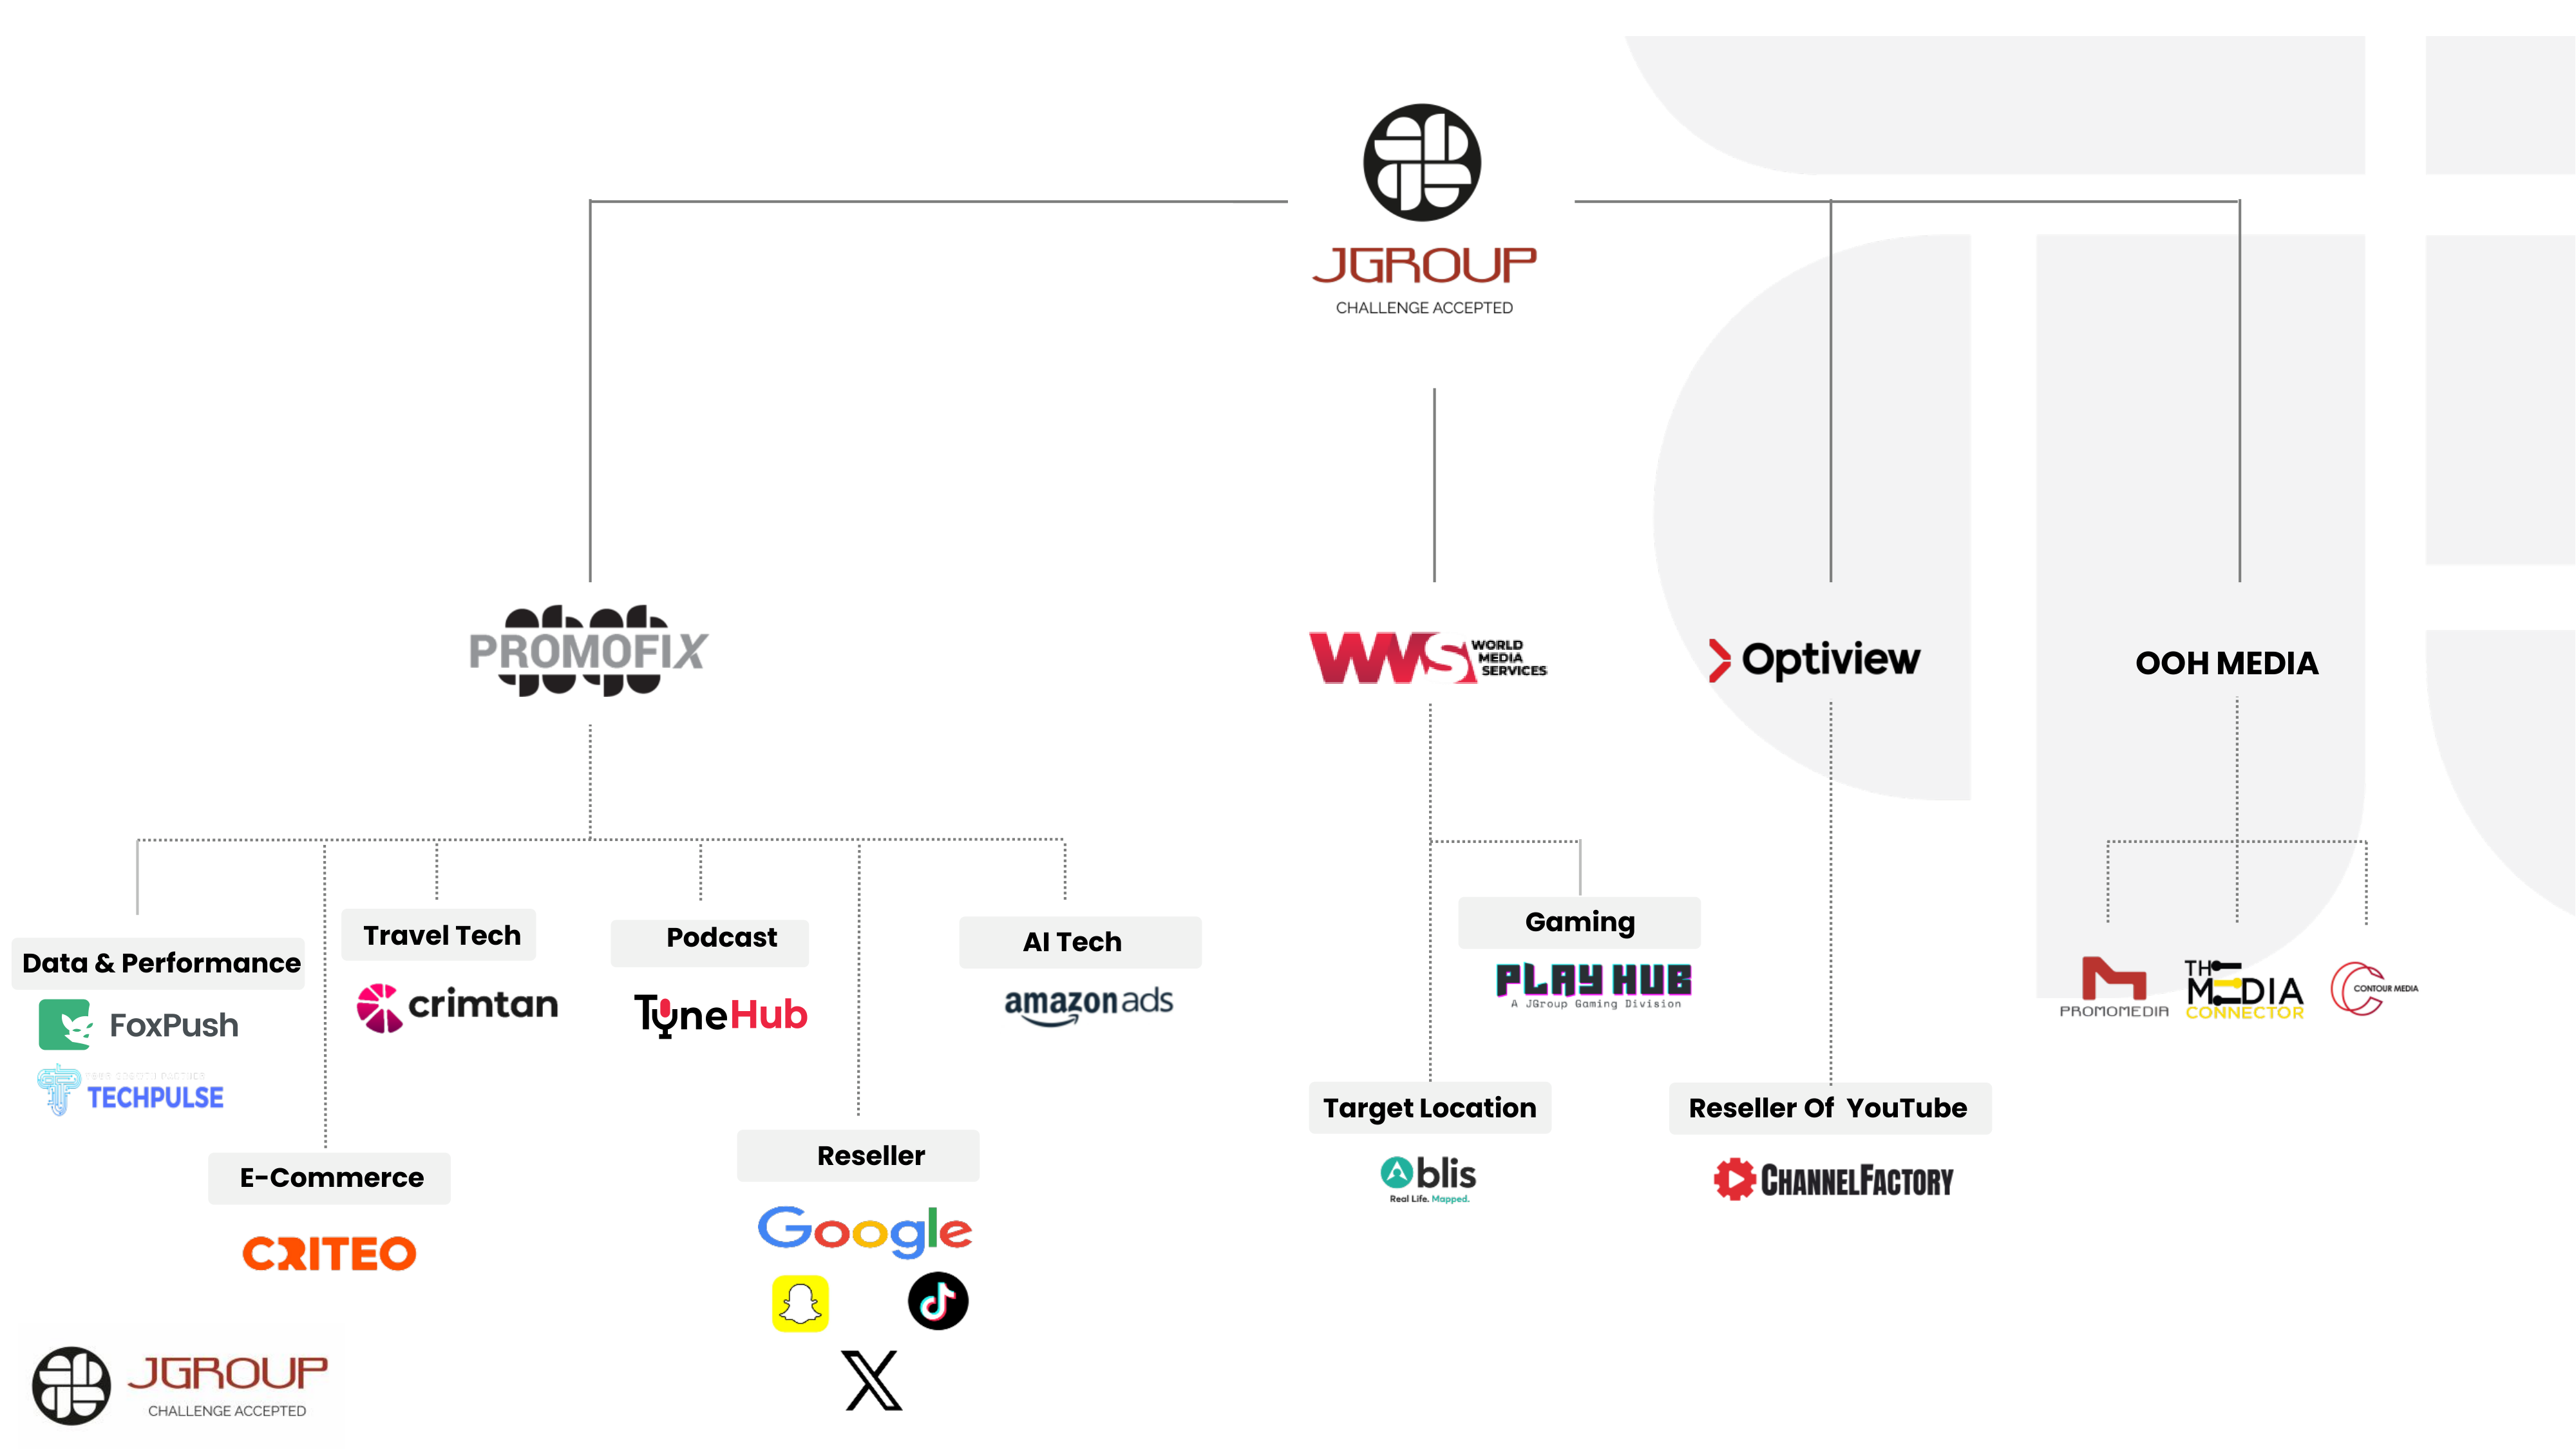 JGROUP
CHALLENGE ACCEPTED
PROMOFIX
WMS WORLD
MEDIA
SERVICES
Optiview
OOH MEDIA
Data & Performance
FoxPush
TECHPULSE
Travel Tech
crimtan
Podcast
TyneHub
AI Tech
amazon ads
Gaming
PLAY HUB
A JGroup Gaming Division
PROMOMEDIA
THE
MEDIA
CONNECTOR
CONTOUR MEDIA
E-Commerce
CRITEO
Reseller
Google
X
Target Location
blis
Real Life. Mapped.
Reseller Of YouTube
CHANNELFACTORY
JGROUP
CHALLENGE ACCEPTED